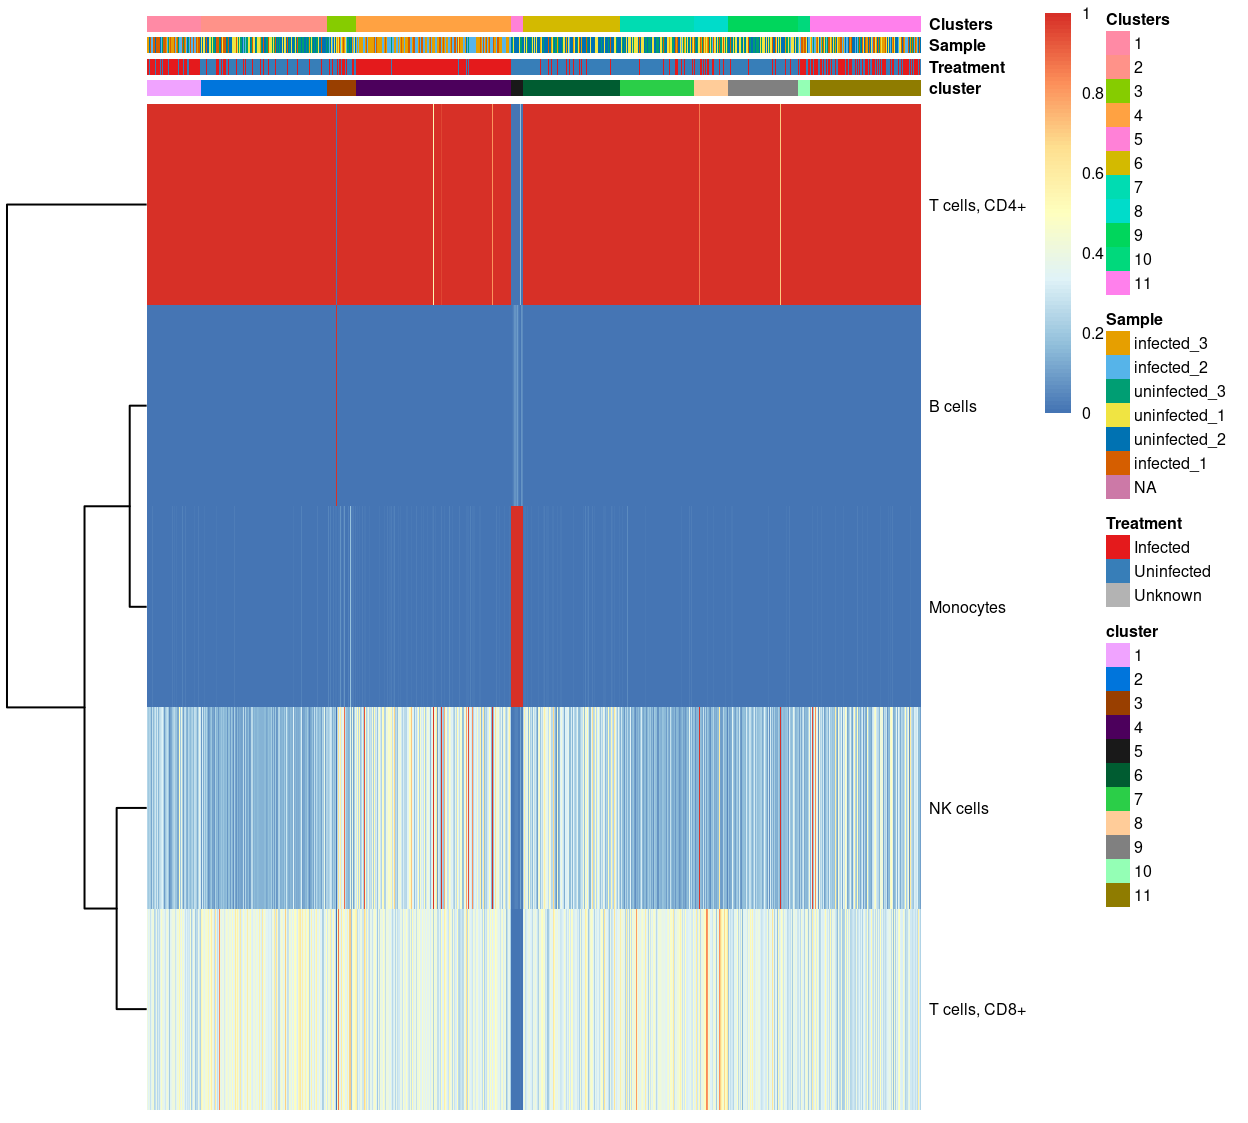 Clusters
Sample
Treatment
cluster
T cells, CD4+
B cells
Monocytes
NK cells
T cells, CD8+
1
0.8
0.6
0.4
0.2
0
Clusters
1
2
3
4
5
6
7
8
9
10
11
Sample
infected_3
infected_2
uninfected_3
uninfected_1
uninfected_2
infected_1
NA
Treatment
Infected
Uninfected
Unknown
cluster
1
2
3
4
5
6
7
8
9
10
11